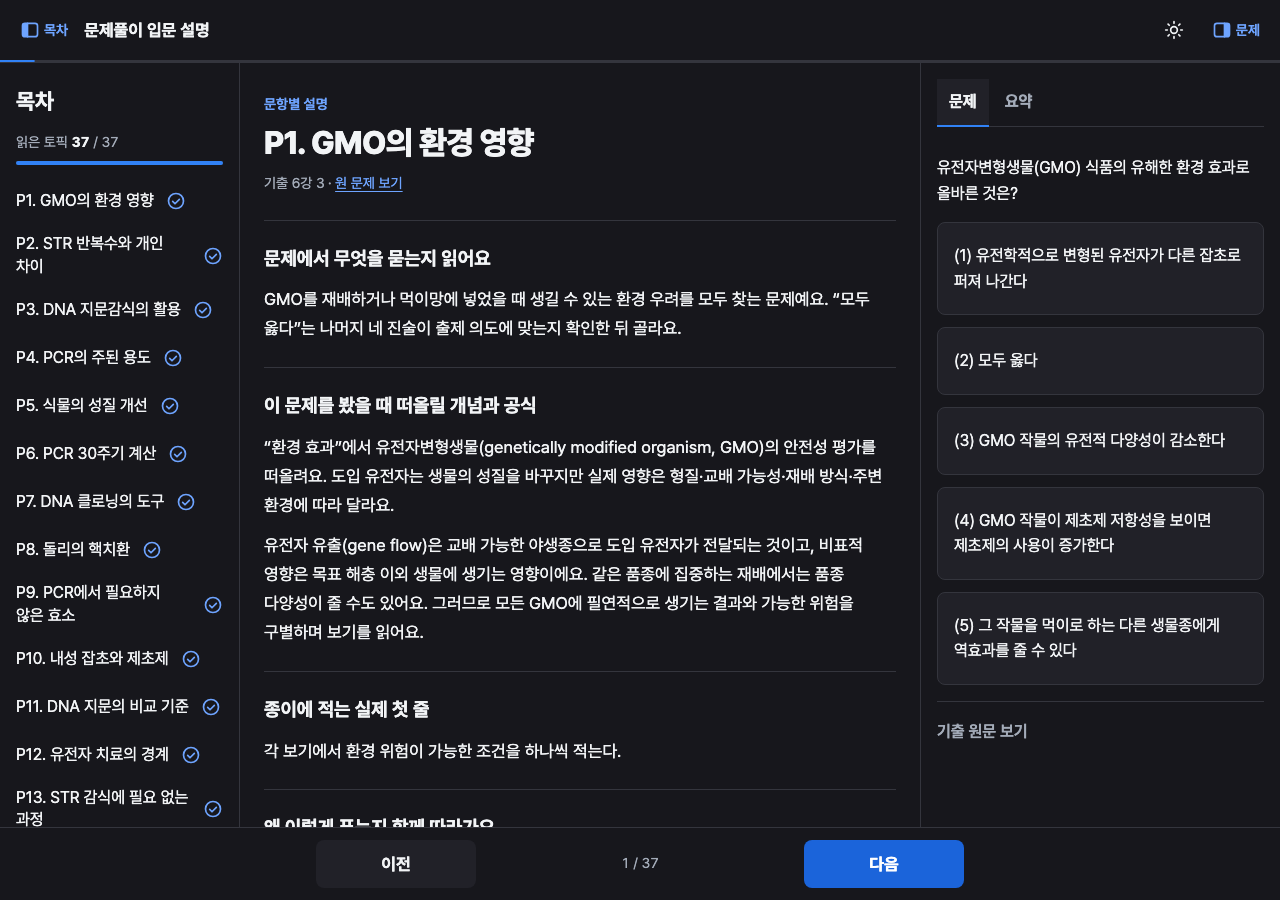 목차
문제풀이 입문 설명
문제
목차
읽은 토픽 37 / 37
P1. GMO의 환경 영향
P2. STR 반복수와 개인
차이
P3. DNA 지문감식의 활용
P4. PCR의 주된 용도
P5. 식물의 성질 개선
P6. PCR 30주기 계산
P7. DNA 클로닝의 도구
P8. 돌리의 핵치환
P9. PCR에서 필요하지
않은 효소
P10. 내성 잡초와 제초제
P11. DNA 지문의 비교 기준
P12. 유전자 치료의 경계
P13. STR 감식에 필요 없는
과정
문항별 설명
P1. GMO의 환경 영향
기출 6강 3 · 원 문제 보기
문제에서 무엇을 묻는지 읽어요
GMO를 재배하거나 먹이망에 넣었을 때 생길 수 있는 환경 우려를 모두 찾는 문제예요. “모두
옳다”는 나머지 네 진술이 출제 의도에 맞는지 확인한 뒤 골라요.
이 문제를 봤을 때 떠올릴 개념과 공식
“환경 효과”에서 유전자변형생물(genetically modified organism, GMO)의 안전성 평가를
떠올려요. 도입 유전자는 생물의 성질을 바꾸지만 실제 영향은 형질·교배 가능성·재배 방식·주변
환경에 따라 달라요.
유전자 유출(gene flow)은 교배 가능한 야생종으로 도입 유전자가 전달되는 것이고, 비표적
영향은 목표 해충 이외 생물에 생기는 영향이에요. 같은 품종에 집중하는 재배에서는 품종
다양성이 줄 수도 있어요. 그러므로 모든 GMO에 필연적으로 생기는 결과와 가능한 위험을
구별하며 보기를 읽어요.
종이에 적는 실제 첫 줄
각 보기에서 환경 위험이 가능한 조건을 하나씩 적는다.
왜 이렇게 푸는지 함께 따라가요
문제
요약
유전자변형생물(GMO) 식품의 유해한 환경 효과로
올바른 것은?
(1) 유전학적으로 변형된 유전자가 다른 잡초로
퍼져 나간다
(2) 모두 옳다
(3) GMO 작물의 유전적 다양성이 감소한다
(4) GMO 작물이 제초제 저항성을 보이면
제초제의 사용이 증가한다
(5) 그 작물을 먹이로 하는 다른 생물종에게
역효과를 줄 수 있다
기출 원문 보기
이전
1 / 37
다음